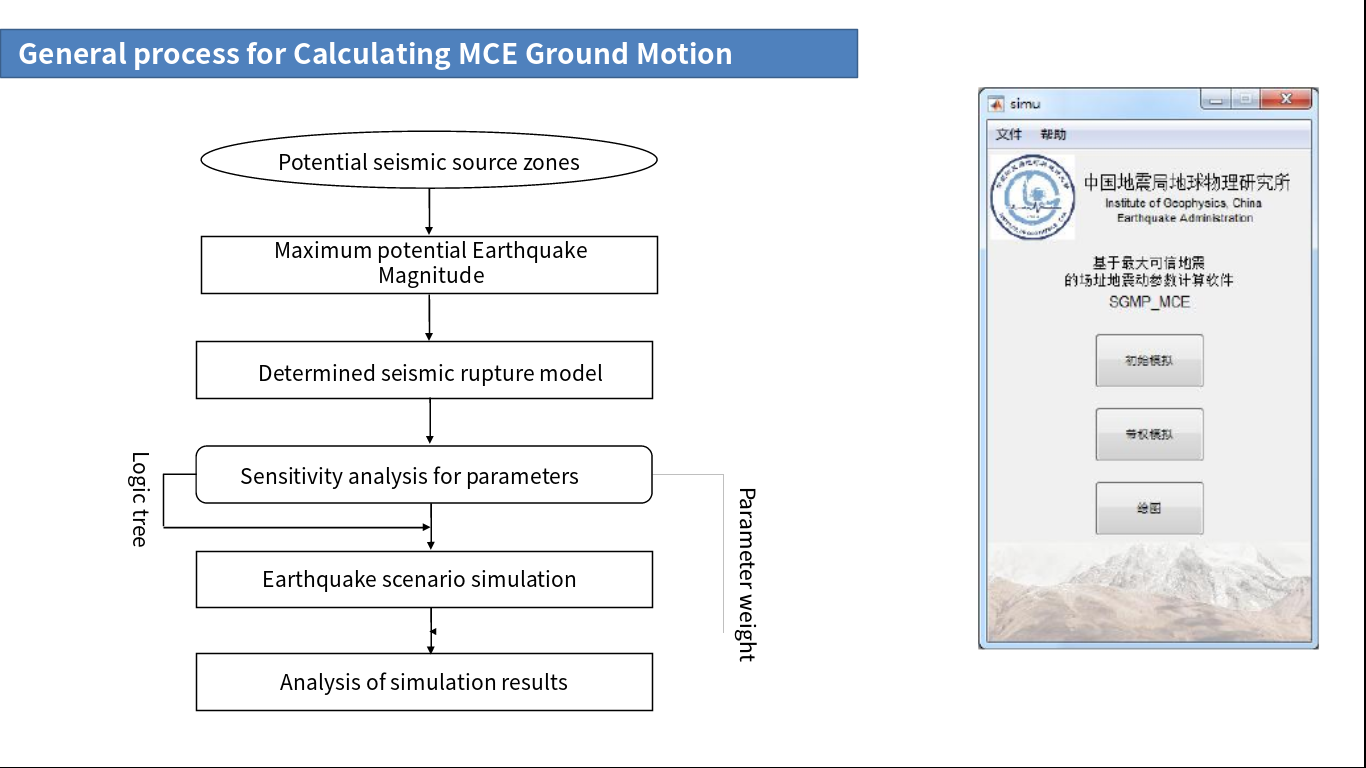 General process for Calculating MCE Ground Motion
Potential seismic source zones
Maximum potential Earthquake
Magnitude
Determined seismic rupture model
Sensitivity analysis for parameters
Logic tree
Parameter weight
Earthquake scenario simulation
Analysis of simulation results
simu
文件 帮助
中国地震局地球物理研究所
Institute of Geophysics, China
Earthquake Administration
基于最大可信地震
的场址地震动参数计算软件
SGMP_MCE
初始模拟
带权模拟
绘图